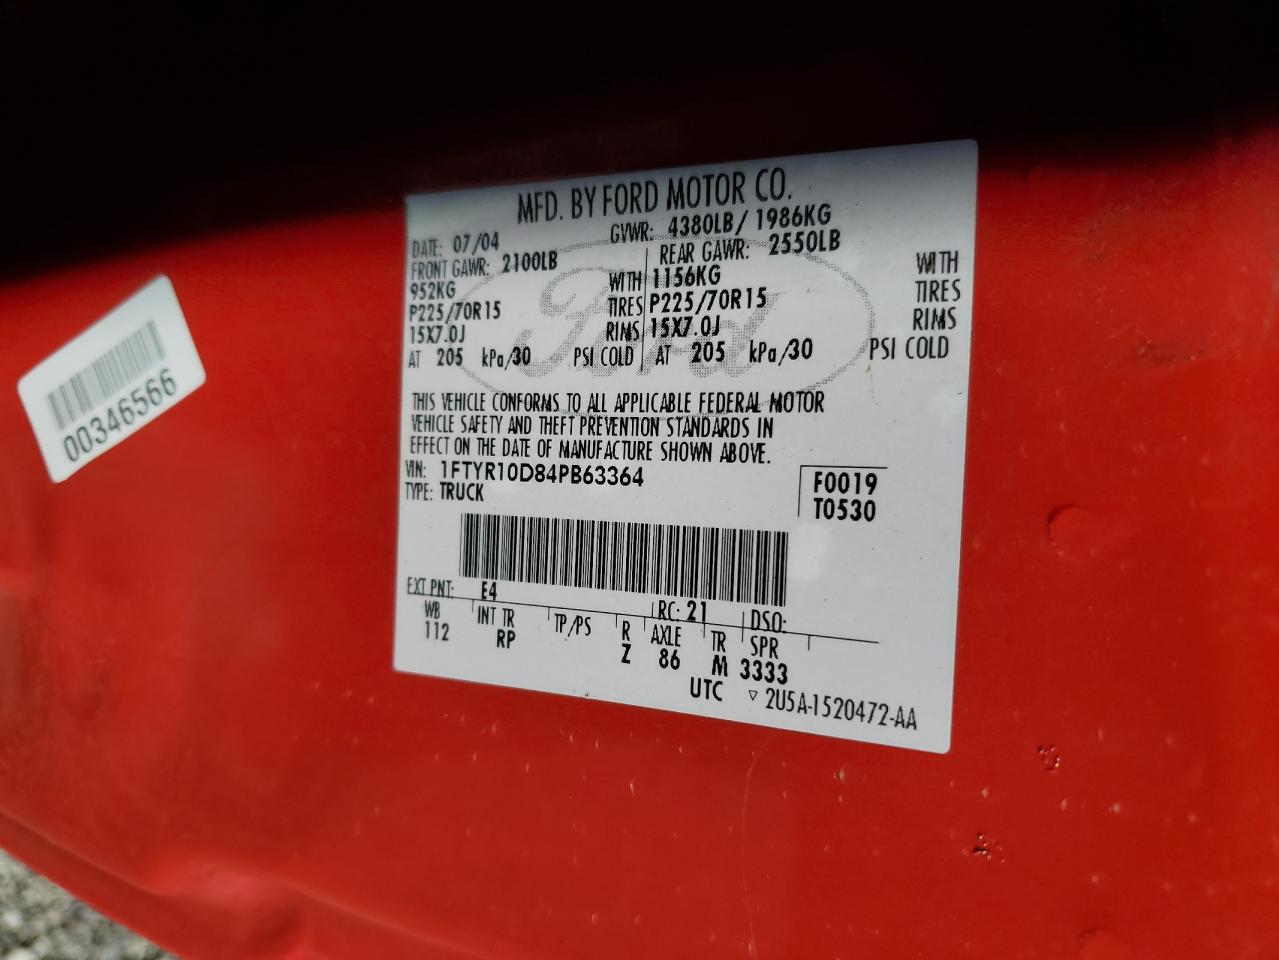 MFD. BY FORD MOTOR CO.
DATE: 07/04 GVWR: 4380LB/ 1986KG
FRONT GAWR: 2100LB REAR GAWR: 2550LB
952KG WITH 1156KG WITH
P225/70R15 TIRES P225/70R15 TIRES
15X7.0J RIMS 15X7.0J RIMS
AT 205 kPa/30 PSI COLD AT 205 kPa/30 PSI COLD
Ford
THIS VEHICLE CONFORMS TO ALL APPLICABLE FEDERAL MOTOR
VEHICLE SAFETY AND THEFT PREVENTION STANDARDS IN
EFFECT ON THE DATE OF MANUFACTURE SHOWN ABOVE.
VIN: 1FTYR10D84PB63364 F0019
TYPE: TRUCK T0530
EXT PNT: E4 RC: 21 DSO:
WB INT TR TP/PS R AXLE TR SPR
112 RP Z 86 M 3333
UTC ▽ 2U5A-1520472-AA
00346566